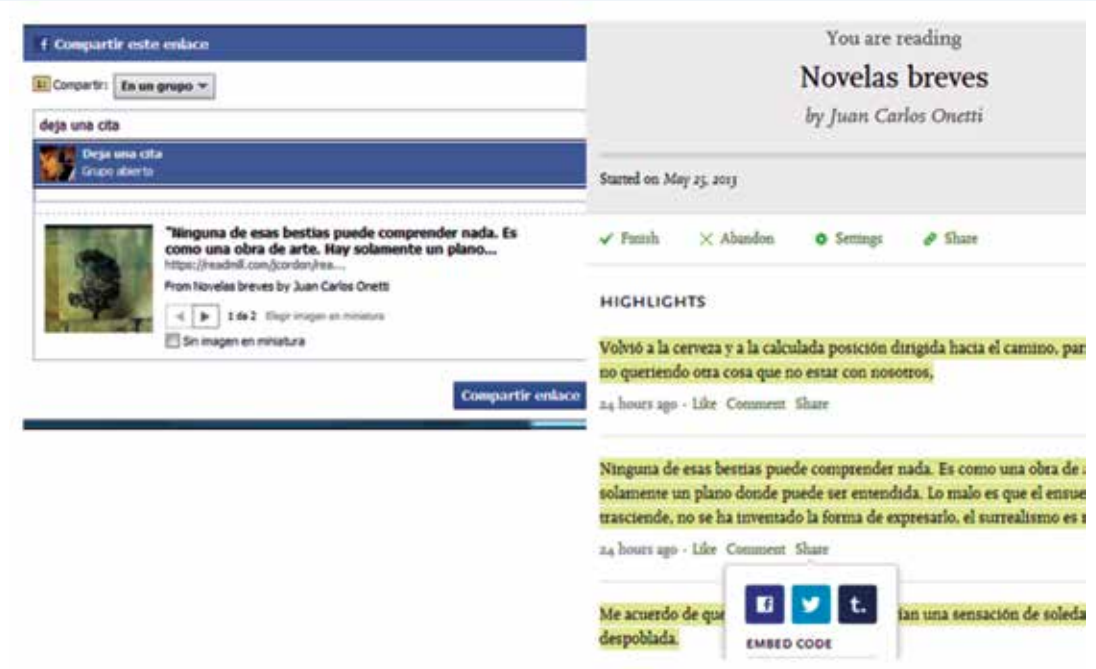 Compartir este enlace
Compartir: En un grupo
deja una cita
Deja una cita
Grupo abierto
"Ninguna de esas bestias puede comprender nada. Es
como una obra de arte. Hay solamente un plano...
https://readmill.com/jcordon/rea...
From Novelas breves by Juan Carlos Onetti
1 de 2 Elegir imagen en miniatura
Sin imagen en miniatura
Compartir enlace
You are reading
Novelas breves
by Juan Carlos Onetti
Started on May 25, 2013
Finish Abandon Settings Share
HIGHLIGHTS
Volvió a la cerveza y a la calculada posición dirigida hacia el camino, par
no queriendo otra cosa que no estar con nosotros,
24 hours ago · Like Comment Share
Ninguna de esas bestias puede comprender nada. Es como una obra de
solamente un plano donde puede ser entendida. Lo malo es que el ensue
trasciende, no se ha inventado la forma de expresarlo, el surrealismo es
24 hours ago · Like Comment Share
Me acuerdo de que
ían una sensación de soleda
despoblada.
EMBED CODE